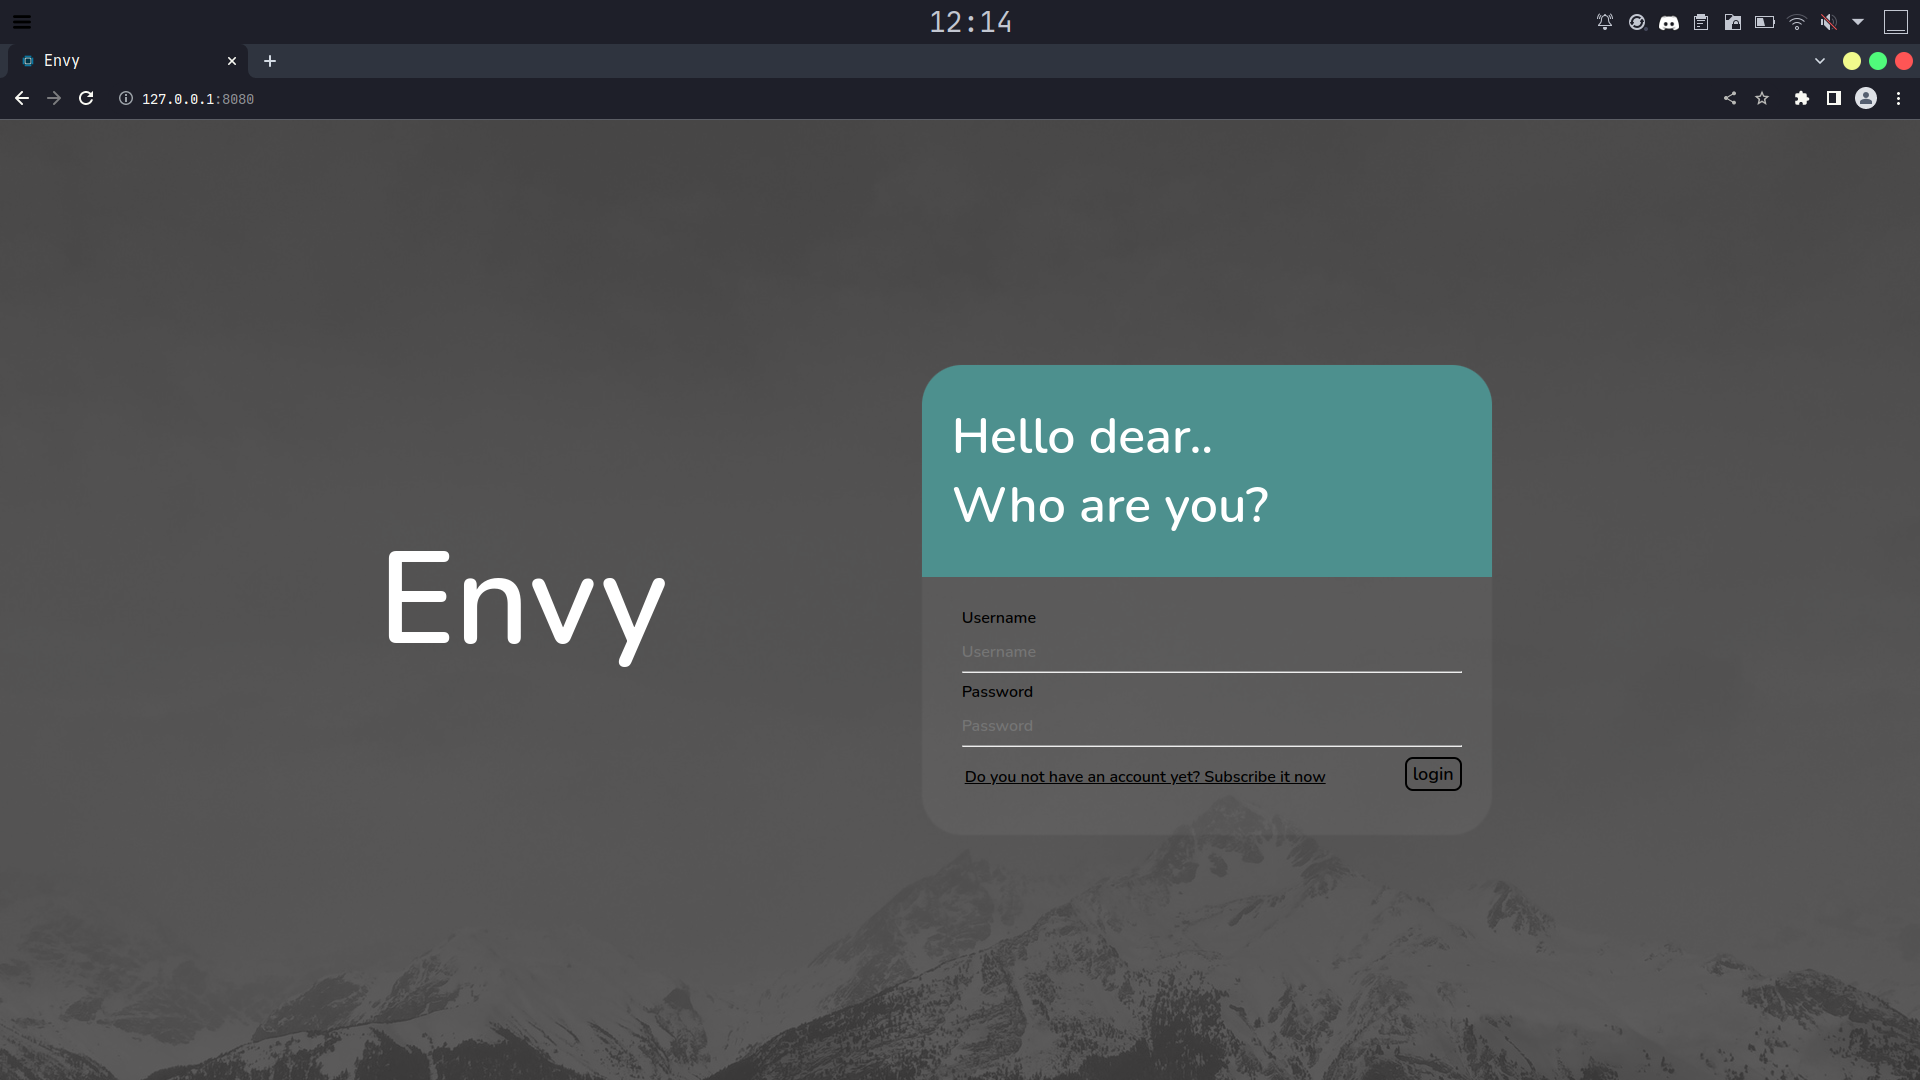 12:14
Envy
127.0.0.1:8080
Hello dear..
Who are you?
Envy
Username
Username
Password
Password
Do you not have an account yet? Subscribe it now
login